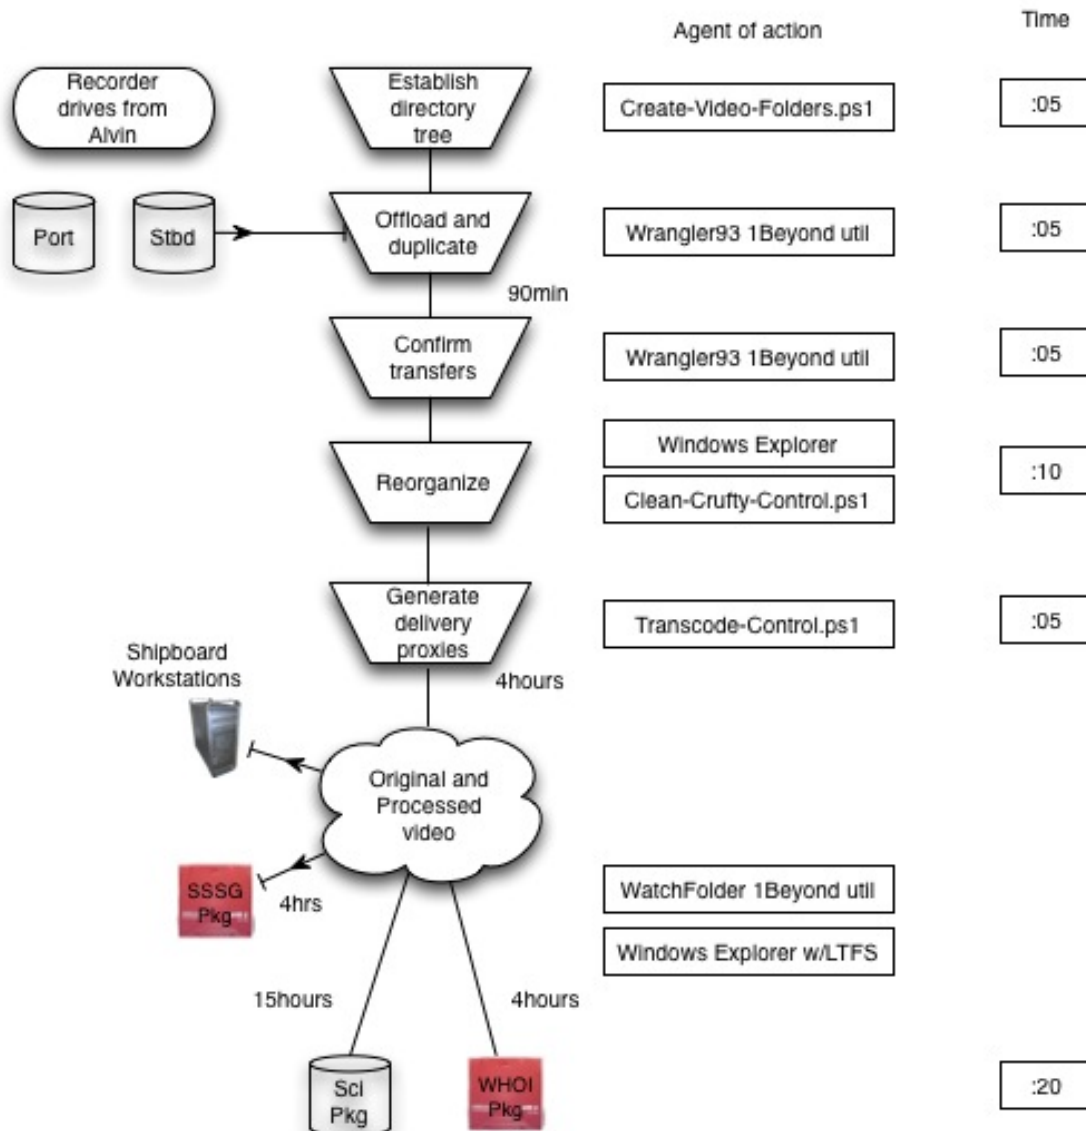 Agent of action
Time
Recorder
drives from
Alvin
Establish
directory
tree
Create-Video-Folders.ps1
:05
Port
Stbd
Offload and
duplicate
Wrangler93 1Beyond util
:05
90min
Confirm
transfers
Wrangler93 1Beyond util
:05
Reorganize
Windows Explorer
Clean-Crufty-Control.ps1
:10
Generate
delivery
proxies
Transcode-Control.ps1
:05
4hours
Shipboard
Workstations
Original and
Processed
video
SSSG
Pkg
4hrs
WatchFolder 1Beyond util
Windows Explorer w/LTFS
15hours
4hours
Sci
Pkg
WHOI
Pkg
:20